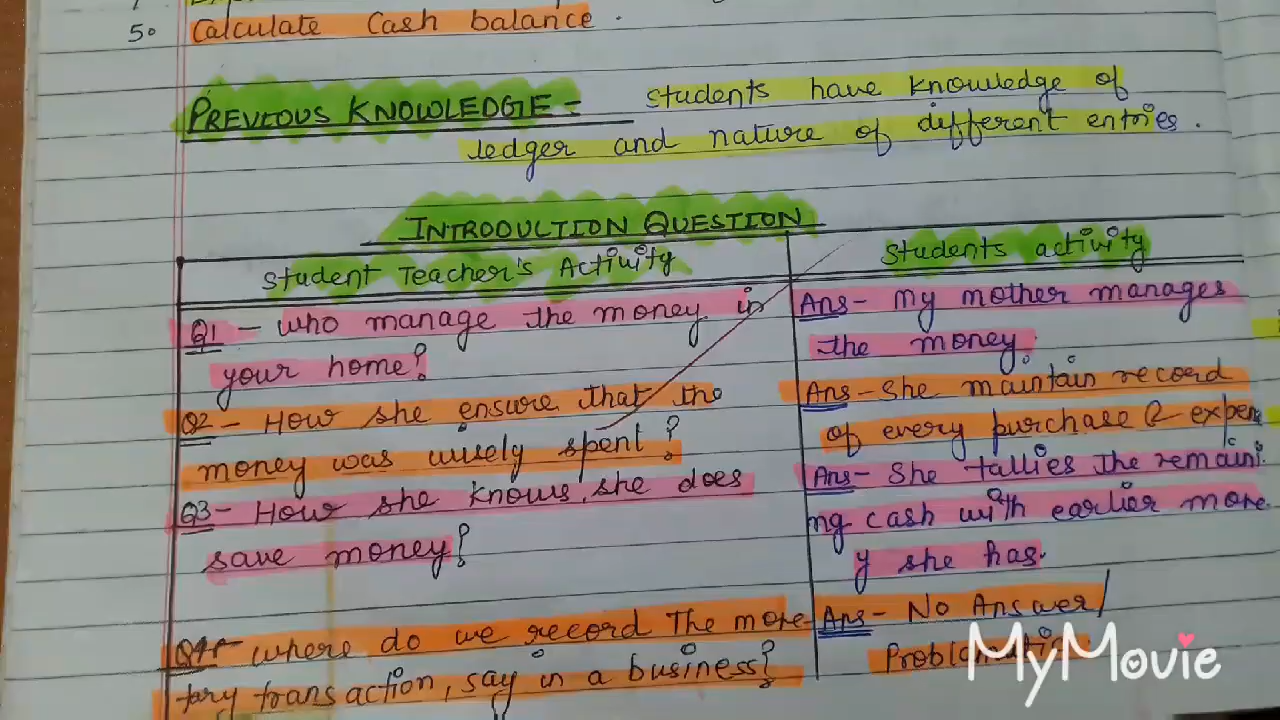 5. Calculate Cash balance.
PREVIOUS KNOWLEDGE - Students have knowledge of
ledger and nature of different entries.
INTRODUCTION QUESTION
Student Teacher's Activity
Students activity
Q1 - who manage the money in
your home?
Ans - My mother manages
the money.
Q2 - How she ensure that the
money was wisely spent?
Ans - She maintain record
of every purchase & expen
Q3 - How she knows, she does
save money?
Ans - She tallies the remaini
ng cash with earlier mone
y she has.
Q4 - where do we record the mone
tary transaction, say in a business?
Ans - No Answer/
MyMovie